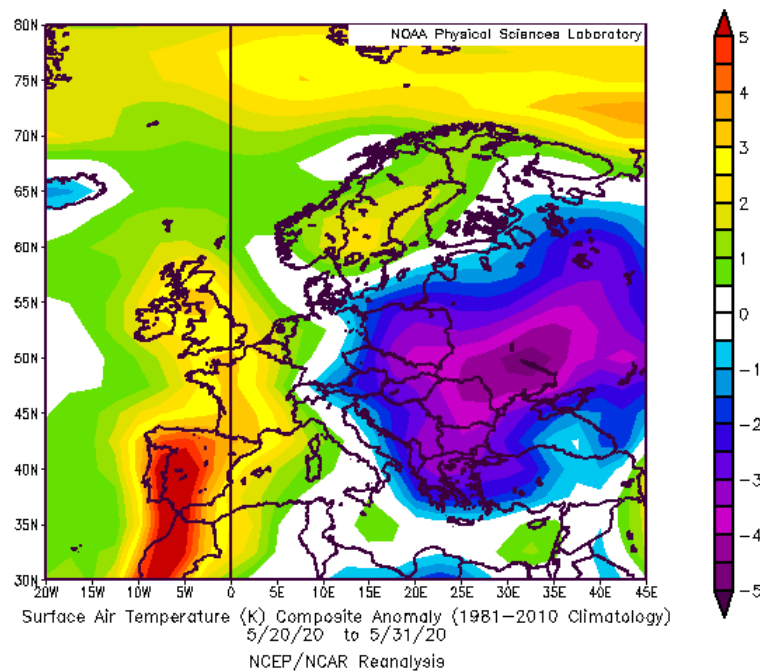 NOAA Physical Sciences Laboratory
80N
75N
70N
65N
60N
55N
50N
45N
40N
35N
30N
20W 15W 10W 5W 0 5E 10E 15E 20E 25E 30E 35E 40E 45E
5
4
3
2
1
0
-1
-2
-3
-4
-5
Surface Air Temperature (K) Composite Anomaly (1981-2010 Climatology)
5/20/20 to 5/31/20
NCEP/NCAR Reanalysis